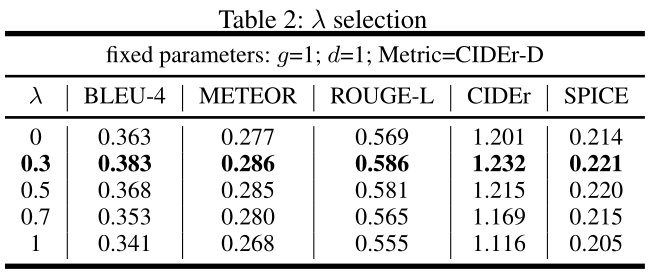 Table 2: λ selection
fixed parameters: g=1; d=1; Metric=CIDEr-D
λ BLEU-4 METEOR ROUGE-L CIDEr SPICE
0 0.363 0.277 0.569 1.201 0.214
0.3 0.383 0.286 0.586 1.232 0.221
0.5 0.368 0.285 0.581 1.215 0.220
0.7 0.353 0.280 0.565 1.169 0.215
1 0.341 0.268 0.555 1.116 0.205